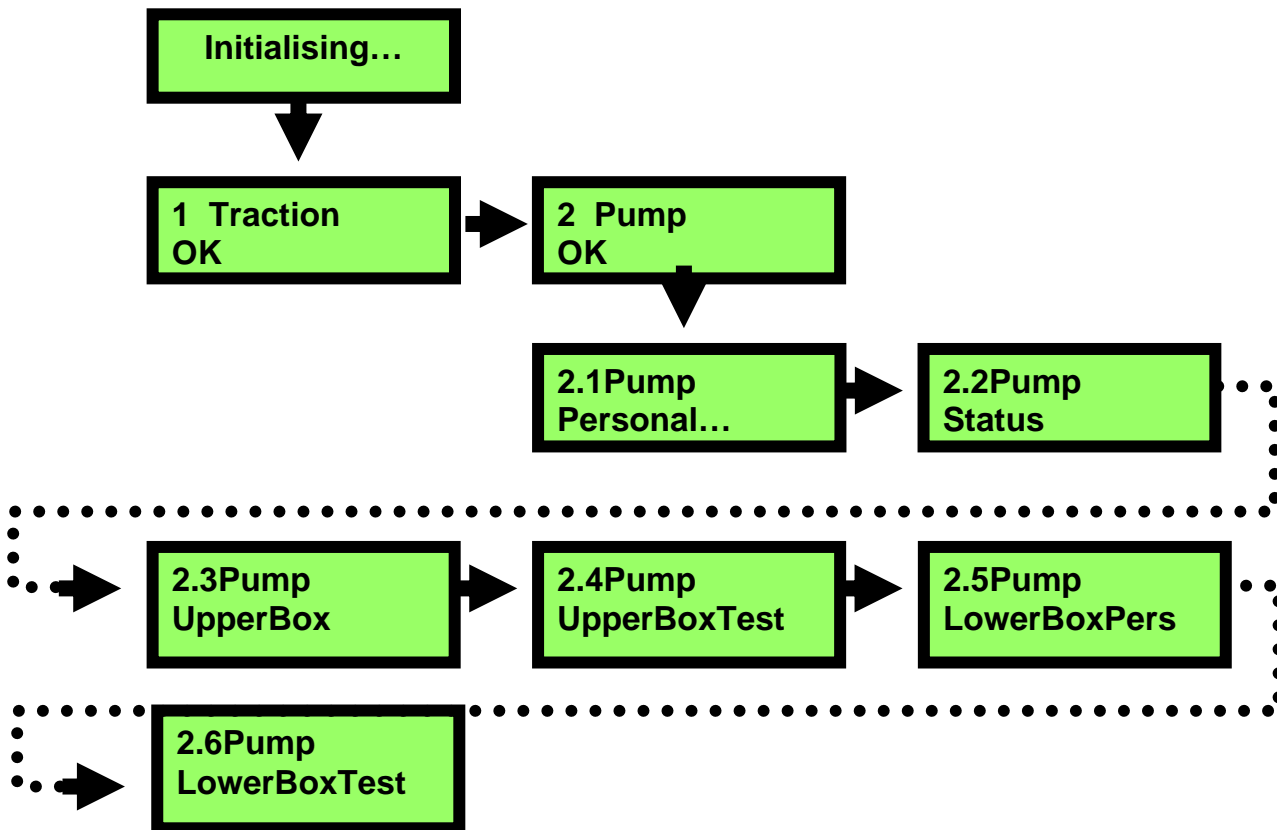 Initialising…
1 Traction
OK
2 Pump
OK
2.1Pump
Personal…
2.2Pump
Status
2.3Pump
UpperBox
2.4Pump
UpperBoxTest
2.5Pump
LowerBoxPers
2.6Pump
LowerBoxTest